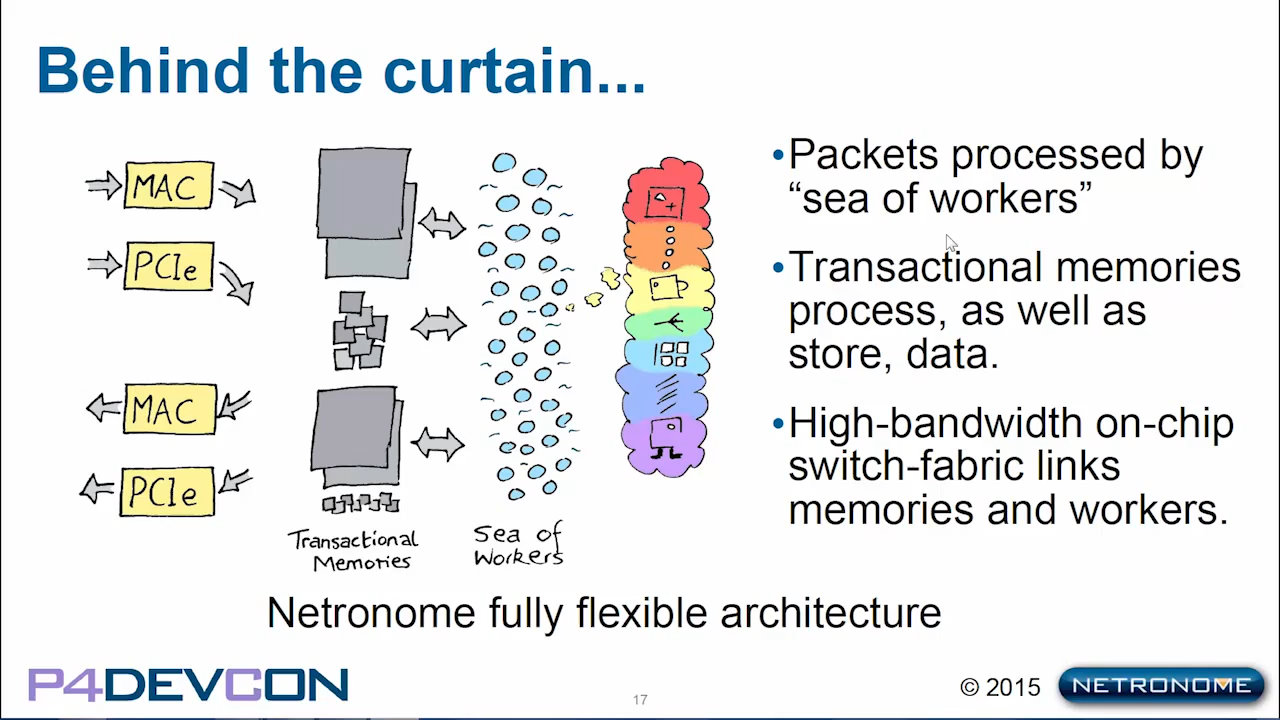 Behind the curtain...
MAC
PCIe
MAC
PCIe
Transactional
Memories
Sea of
Workers
•Packets processed by
“sea of workers”
•Transactional memories
process, as well as
store, data.
•High-bandwidth on-chip
switch-fabric links
memories and workers.
Netronome fully flexible architecture
P4DEVCON
17
© 2015
NETRONOME